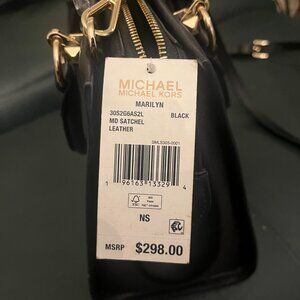 MICHAEL
MICHAEL KORS
MARILYN
30S2G6AS2L BLACK
MD SATCHEL
LEATHER
1 96163 13329 4
NS
MSRP $298.00